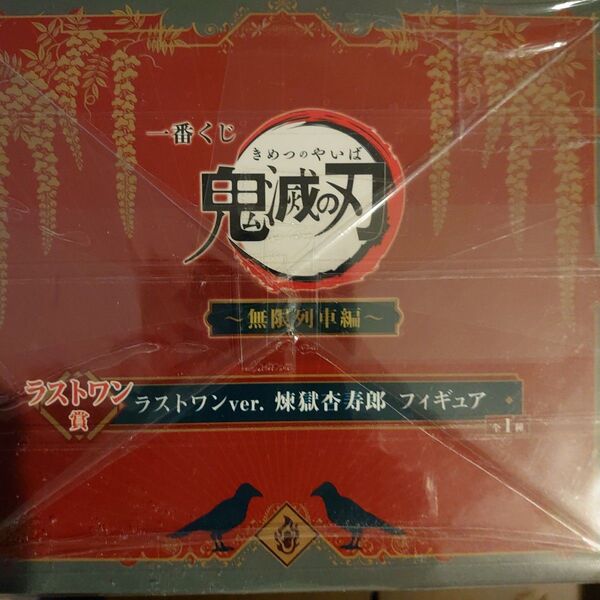 一番くじ
きめつのやいば
鬼滅の刃
～無限列車編～
ラストワン賞
ラストワンver. 煉獄杏寿郎 フィギュア
全1種